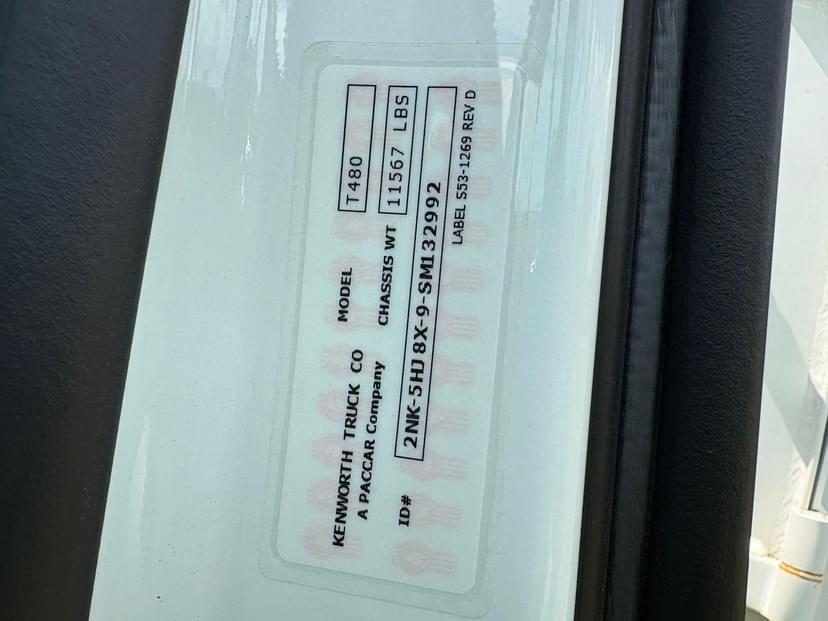 KENWORTH TRUCK CO MODEL T480
A PACCAR Company CHASSIS WT 11567 LBS
ID# 2NK-5HJ8X-9-SM132992
LABEL S53-1269 REV D